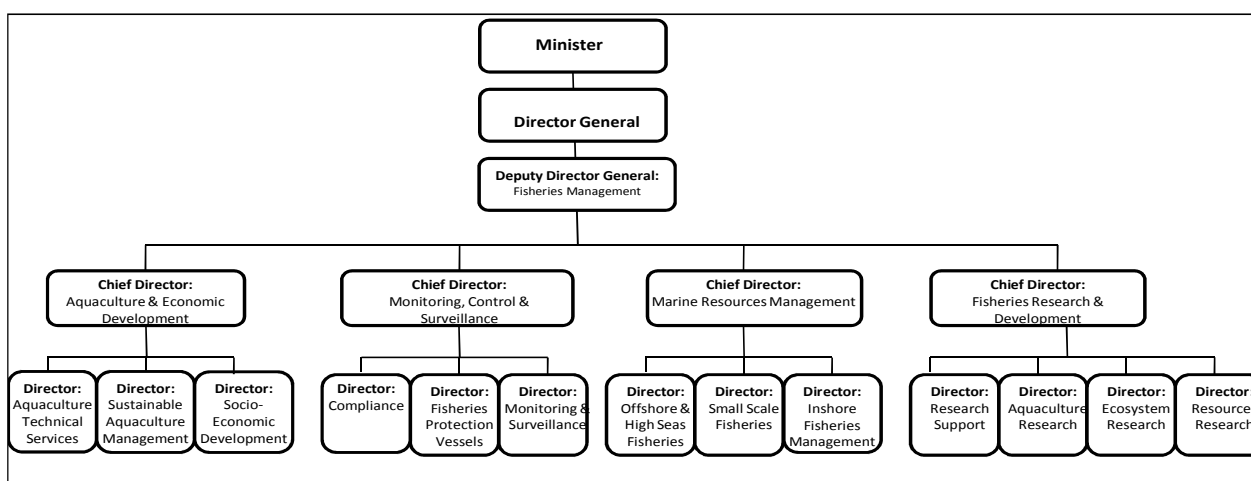 Minister
Director General
Deputy Director General:
Fisheries Management
Chief Director:
Aquaculture & Economic
Development
Chief Director:
Monitoring, Control &
Surveillance
Chief Director:
Marine Resources Management
Chief Director:
Fisheries Research &
Development
Director:
Aquaculture
Technical
Services
Director:
Sustainable
Aquaculture
Management
Director:
Socio-
Economic
Development
Director:
Compliance
Director:
Fisheries
Protection
Vessels
Director:
Monitoring &
Surveillance
Director:
Offshore &
High Seas
Fisheries
Director:
Small Scale
Fisheries
Director:
Inshore
Fisheries
Management
Director:
Research
Support
Director:
Aquaculture
Research
Director:
Ecosystem
Research
Director:
Resources
Research